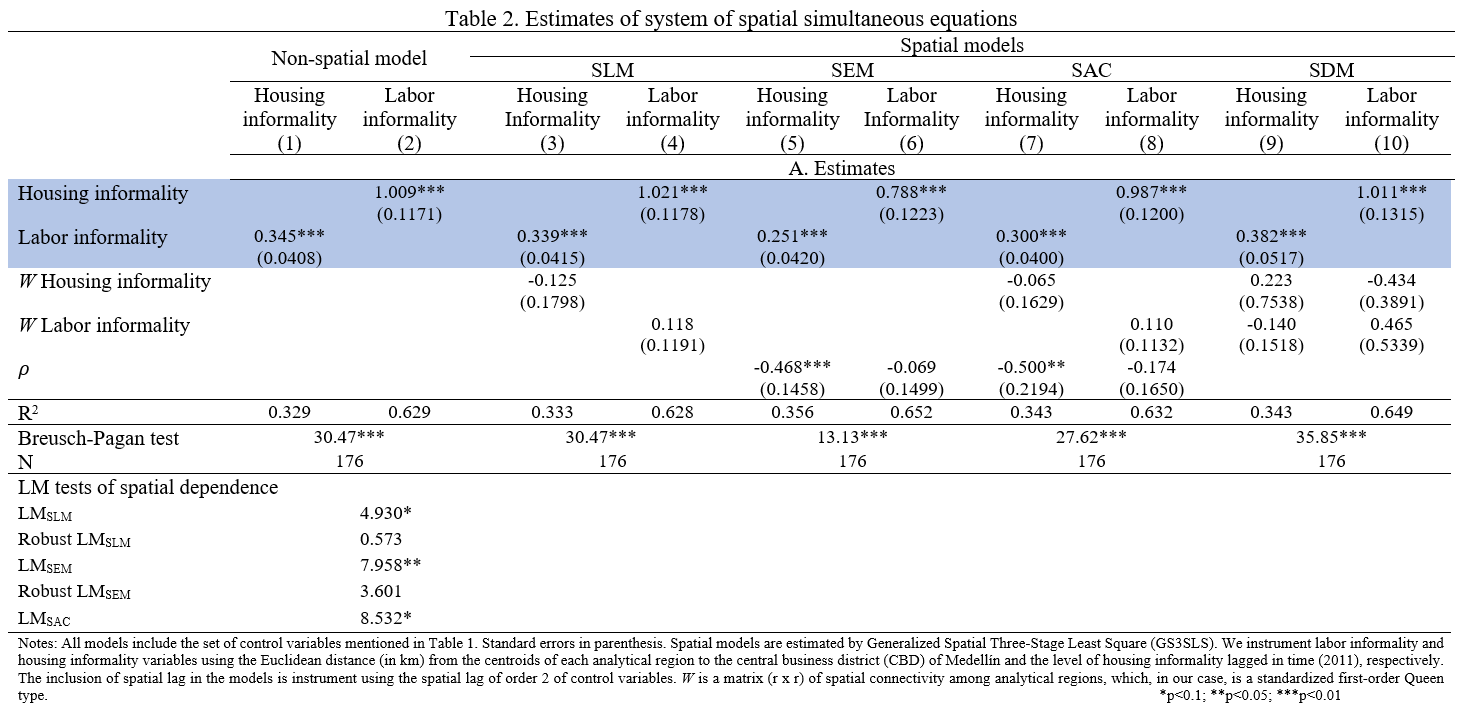 Table 2. Estimates of system of spatial simultaneous equations
Non-spatial model Spatial models
SLM SEM SAC SDM
Housing informality (1) Labor informality (2) Housing Informality (3) Labor informality (4) Housing informality (5) Labor Informality (6) Housing informality (7) Labor informality (8) Housing informality (9) Labor informality (10)
A. Estimates
Housing informality 1.009*** 1.021*** 0.788*** 0.987*** 1.011***
(0.1171) (0.1178) (0.1223) (0.1200) (0.1315)
Labor informality 0.345*** 0.339*** 0.251*** 0.300*** 0.382***
(0.0408) (0.0415) (0.0420) (0.0400) (0.0517)
W Housing informality -0.125 -0.065 0.223 -0.434
(0.1798) (0.1629) (0.7538) (0.3891)
W Labor informality 0.118 0.110 -0.140 0.465
(0.1191) (0.1132) (0.1518) (0.5339)
ρ -0.468*** -0.069 -0.500** -0.174
(0.1458) (0.1499) (0.2194) (0.1650)
R² 0.329 0.629 0.333 0.628 0.356 0.652 0.343 0.632 0.343 0.649
Breusch-Pagan test 30.47*** 30.47*** 13.13*** 27.62*** 35.85***
N 176 176 176 176 176
LM tests of spatial dependence
LMSLM 4.930*
Robust LMSLM 0.573
LMSEM 7.958**
Robust LMSEM 3.601
LMSAC 8.532*
Notes: All models include the set of control variables mentioned in Table 1. Standard errors in parenthesis. Spatial models are estimated by Generalized Spatial Three-Stage Least Square (GS3SLS). We instrument labor informality and
housing informality variables using the Euclidean distance (in km) from the centroids of each analytical region to the central business district (CBD) of Medellín and the level of housing informality lagged in time (2011), respectively.
The inclusion of spatial lag in the models is instrument using the spatial lag of order 2 of control variables. W is a matrix (r x r) of spatial connectivity among analytical regions, which, in our case, is a standardized first-order Queen
type. *p<0.1; **p<0.05; ***p<0.01